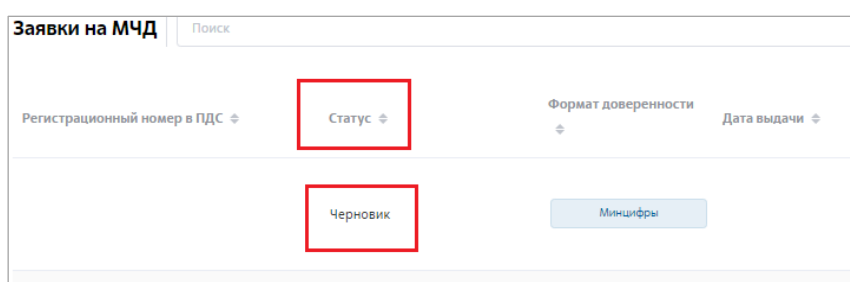 Заявки на МЧД Поиск
Регистрационный номер в ПДС Статус Формат доверенности Дата выдачи
Черновик Минцифры